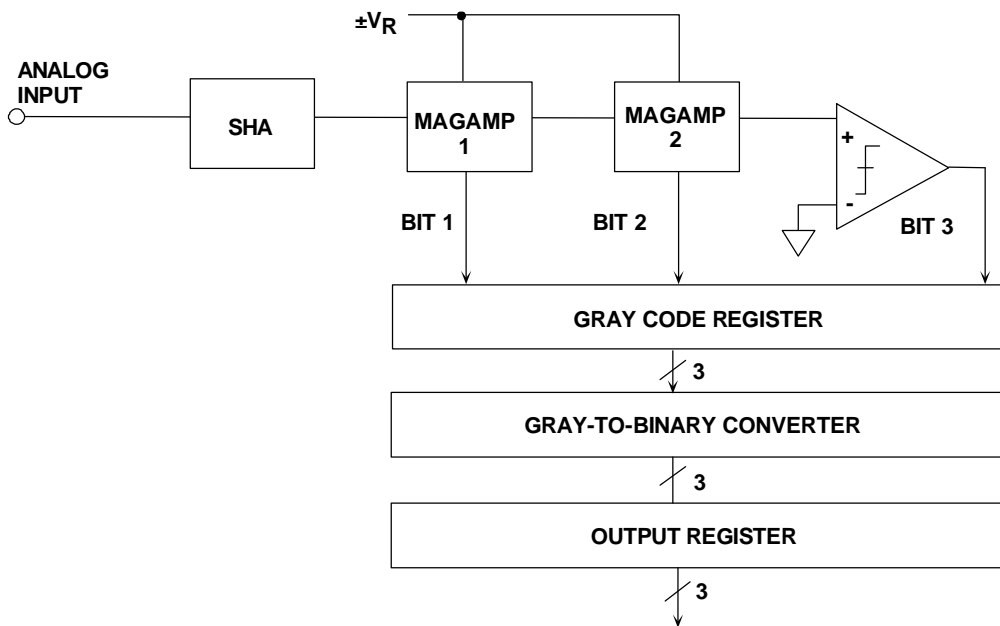 ±VR
ANALOG
INPUT
SHA
MAGAMP
1
MAGAMP
2
+
-
BIT 1
BIT 2
BIT 3
GRAY CODE REGISTER
3
GRAY-TO-BINARY CONVERTER
3
OUTPUT REGISTER
3